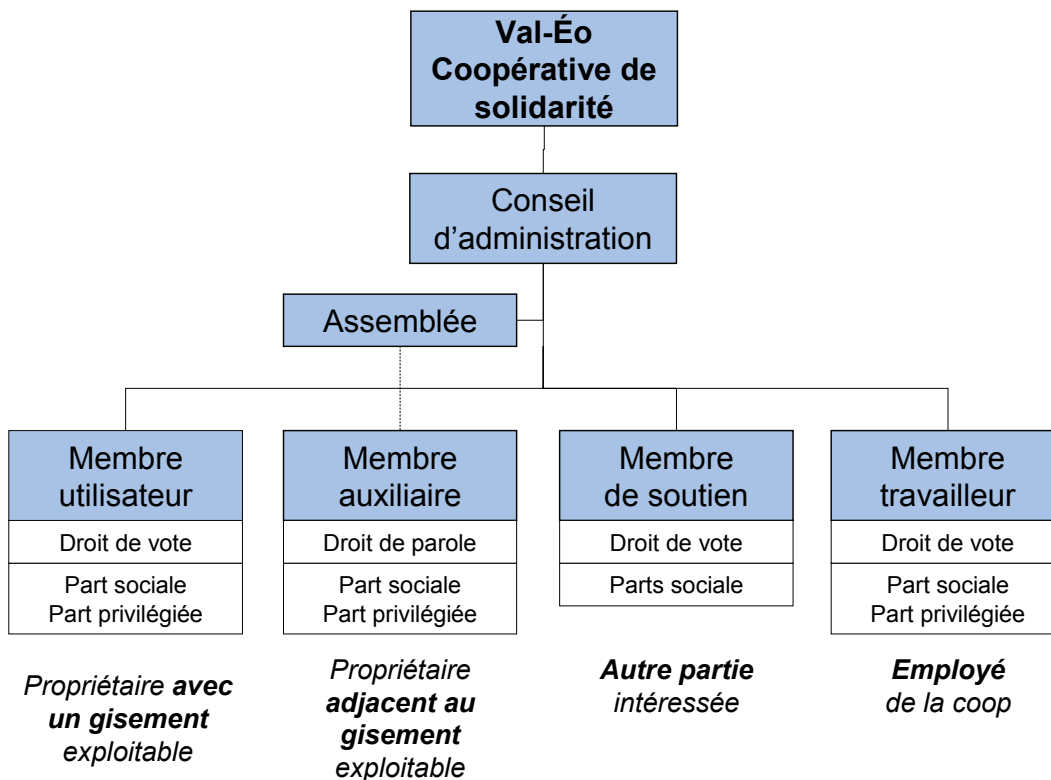 Val-Éo
Coopérative de
solidarité
Conseil
d’administration
Assemblée
Membre
utilisateur
Droit de vote
Part sociale
Part privilégiée
Propriétaire avec
un gisement
exploitable
Membre
auxiliaire
Droit de parole
Part sociale
Part privilégiée
Propriétaire
adjacent au
gisement
exploitable
Membre
de soutien
Droit de vote
Parts sociale
Autre partie
intéressée
Membre
travailleur
Droit de vote
Part sociale
Part privilégiée
Employé
de la coop